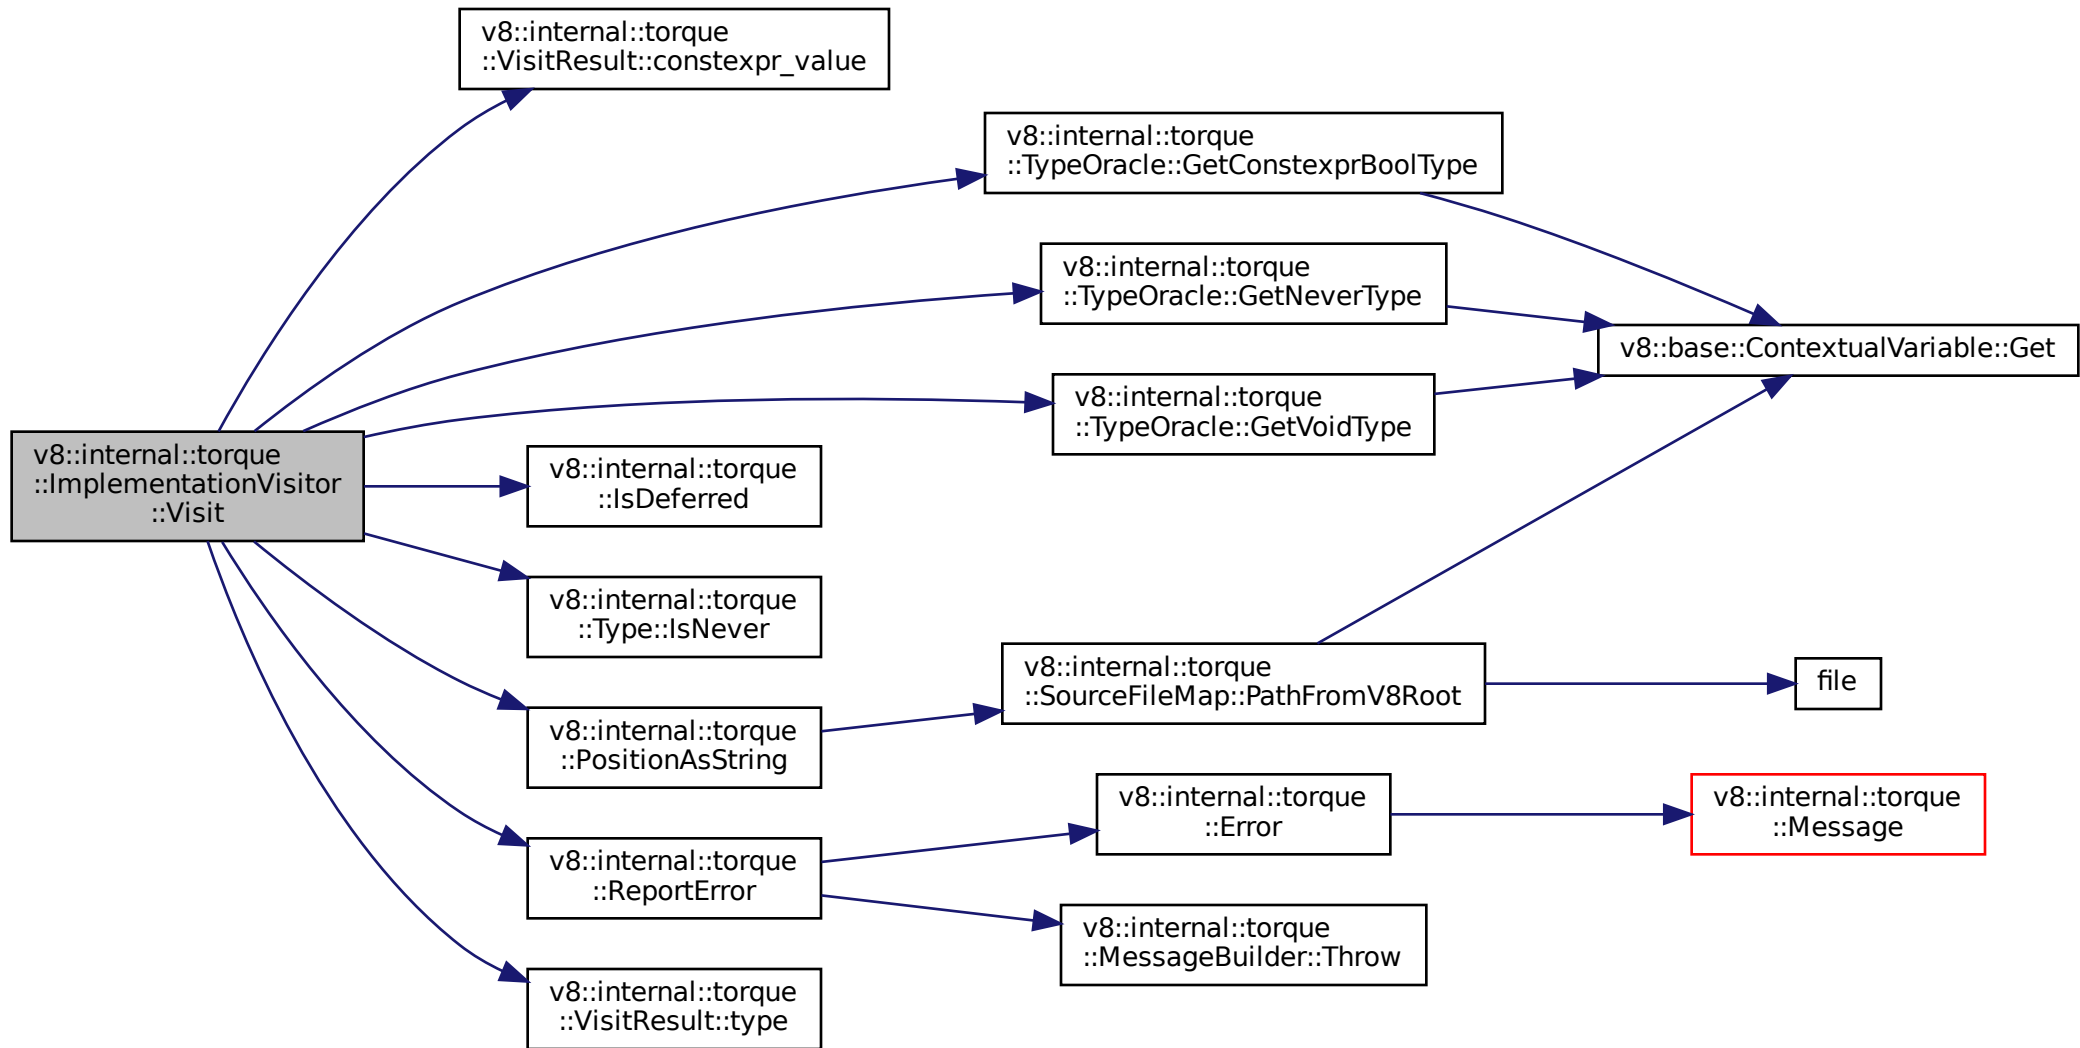 v8::internal::torque
::VisitResult::constexpr_value
v8::internal::torque
::TypeOracle::GetConstexprBoolType
v8::internal::torque
::TypeOracle::GetNeverType
v8::base::ContextualVariable::Get
v8::internal::torque
::TypeOracle::GetVoidType
v8::internal::torque
::ImplementationVisitor
::Visit
v8::internal::torque
::IsDeferred
v8::internal::torque
::Type::IsNever
v8::internal::torque
::SourceFileMap::PathFromV8Root
file
v8::internal::torque
::PositionAsString
v8::internal::torque
::Error
v8::internal::torque
::Message
v8::internal::torque
::ReportError
v8::internal::torque
::MessageBuilder::Throw
v8::internal::torque
::VisitResult::type